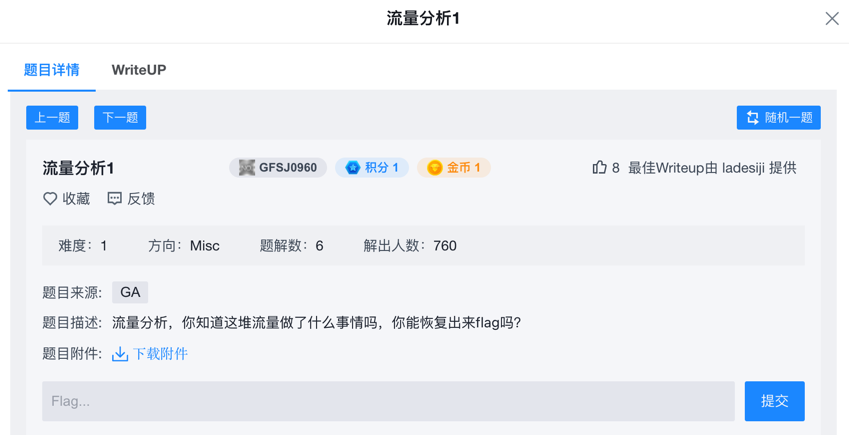 流量分析1
题目详情 WriteUP
上一题 下一题 随机一题
流量分析1 GFSJ0960 积分 1 金币 1 8 最佳Writeup由 ladesiji 提供
收藏 反馈
难度：1 方向：Misc 题解数：6 解出人数：760
题目来源： GA
题目描述： 流量分析，你知道这堆流量做了什么事情吗，你能恢复出来flag吗？
题目附件： 下载附件
Flag... 提交